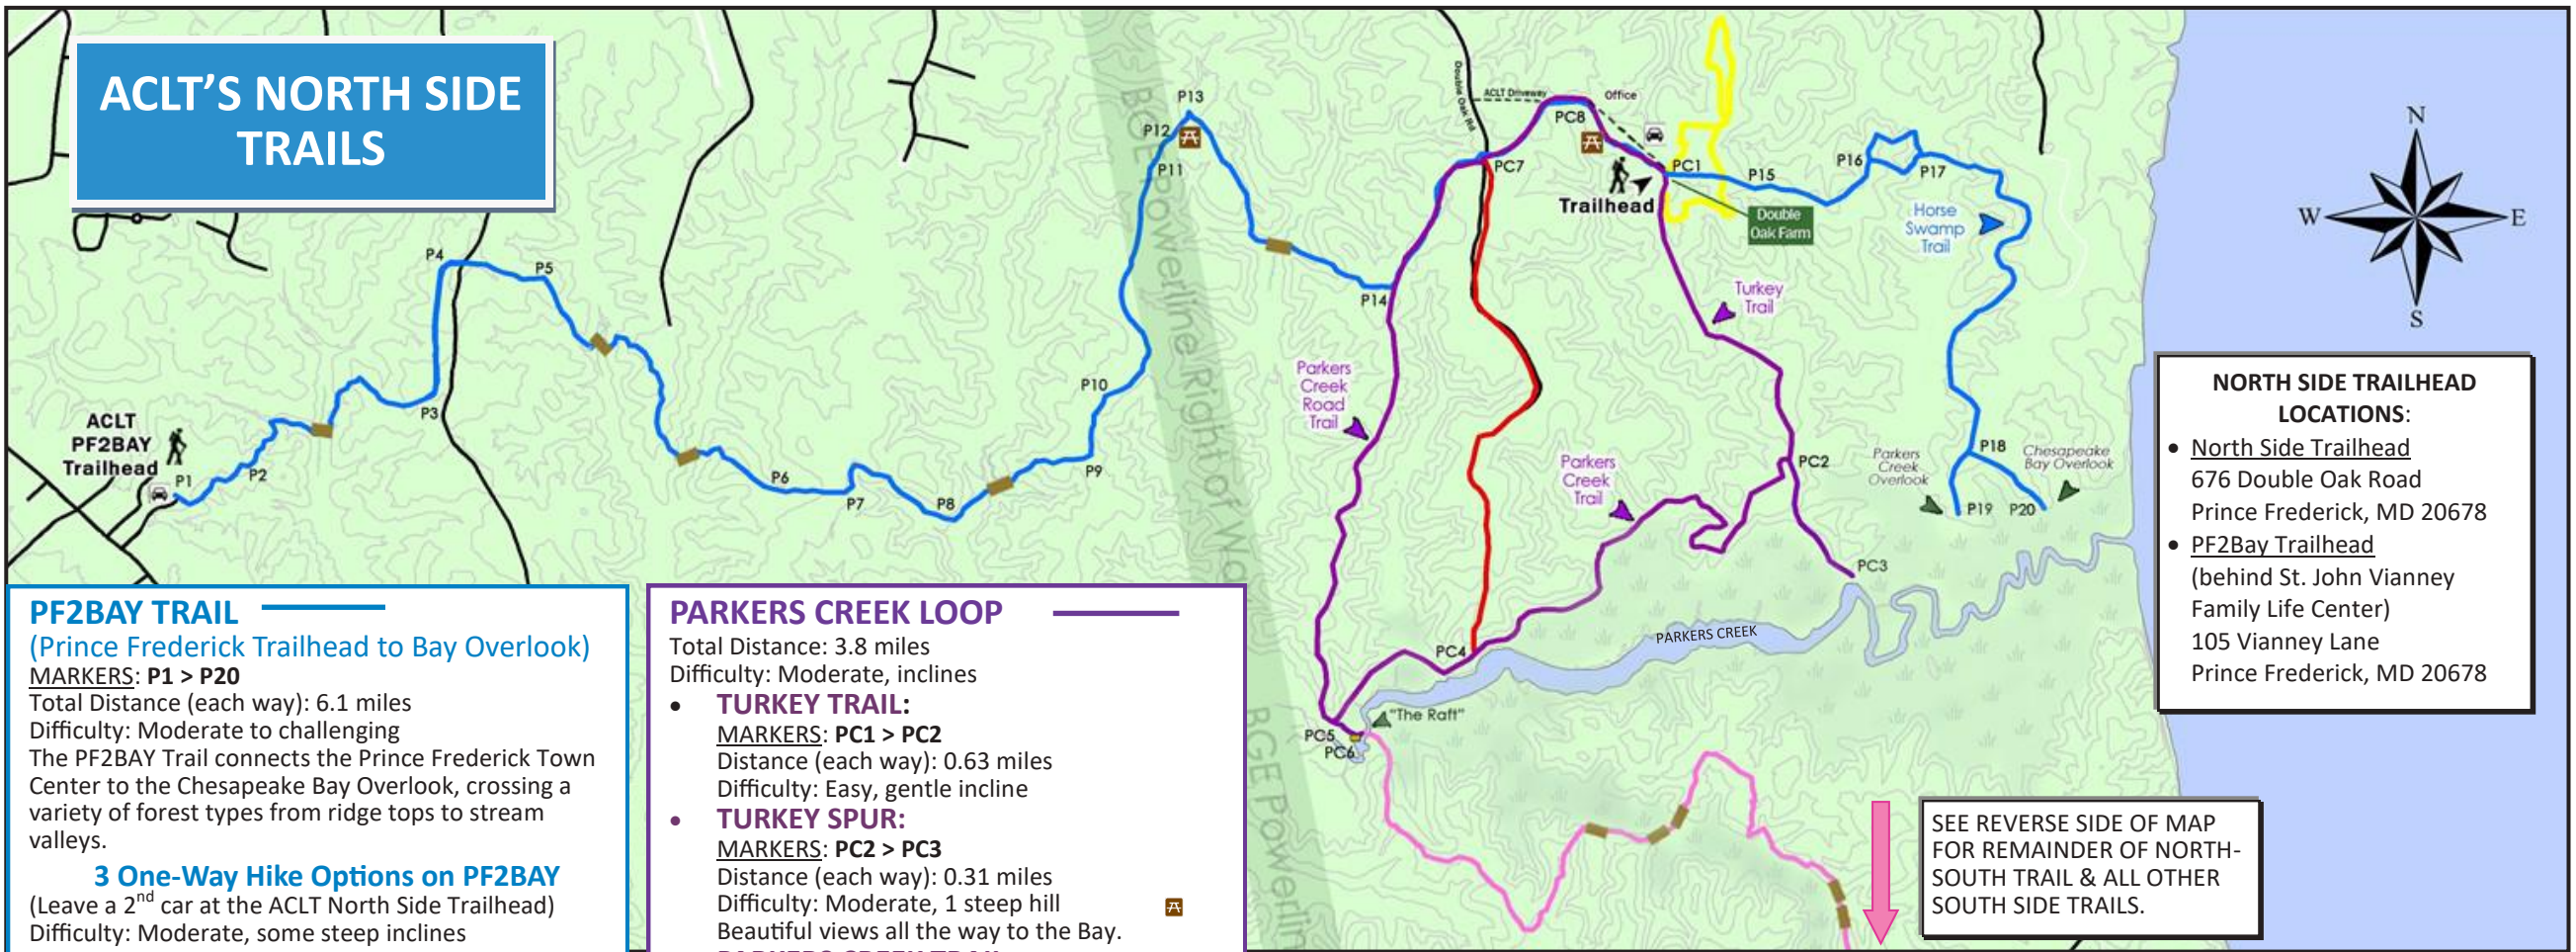 ACLT'S NORTH SIDE
TRAILS
BGE Powerline Right of Way
BGE Powerlin
P13
P12
P11
Double Oak Rd
ACLT Driveway
Office
PC8
PC7
PC1
Trailhead
Double
Oak Farm
P15
P16
P17
Horse
Swamp
Trail
N
W
E
S
P4
P5
P14
Turkey
Trail
P10
P3
Parkers
Creek
Road
Trail
ACLT
PF2BAY
Trailhead
P1
P2
P6
P7
P8
P9
Parkers
Creek
Trail
PC2
PC3
Parkers
Creek
Overlook
P18
Chesapeake
Bay Overlook
P19
P20
PC4
PARKERS CREEK
"The Raft"
PC5
PC6
NORTH SIDE TRAILHEAD
LOCATIONS:
• North Side Trailhead
676 Double Oak Road
Prince Frederick, MD 20678
• PF2Bay Trailhead
(behind St. John Vianney
Family Life Center)
105 Vianney Lane
Prince Frederick, MD 20678
PF2BAY TRAIL
(Prince Frederick Trailhead to Bay Overlook)
MARKERS: P1 > P20
Total Distance (each way): 6.1 miles
Difficulty: Moderate to challenging
The PF2BAY Trail connects the Prince Frederick Town
Center to the Chesapeake Bay Overlook, crossing a
variety of forest types from ridge tops to stream
valleys.
3 One-Way Hike Options on PF2BAY
(Leave a 2nd car at the ACLT North Side Trailhead)
Difficulty: Moderate, some steep inclines
PARKERS CREEK LOOP
Total Distance: 3.8 miles
Difficulty: Moderate, inclines
• TURKEY TRAIL:
MARKERS: PC1 > PC2
Distance (each way): 0.63 miles
Difficulty: Easy, gentle incline
• TURKEY SPUR:
MARKERS: PC2 > PC3
Distance (each way): 0.31 miles
Difficulty: Moderate, 1 steep hill
Beautiful views all the way to the Bay.
SEE REVERSE SIDE OF MAP
FOR REMAINDER OF NORTH-
SOUTH TRAIL & ALL OTHER
SOUTH SIDE TRAILS.